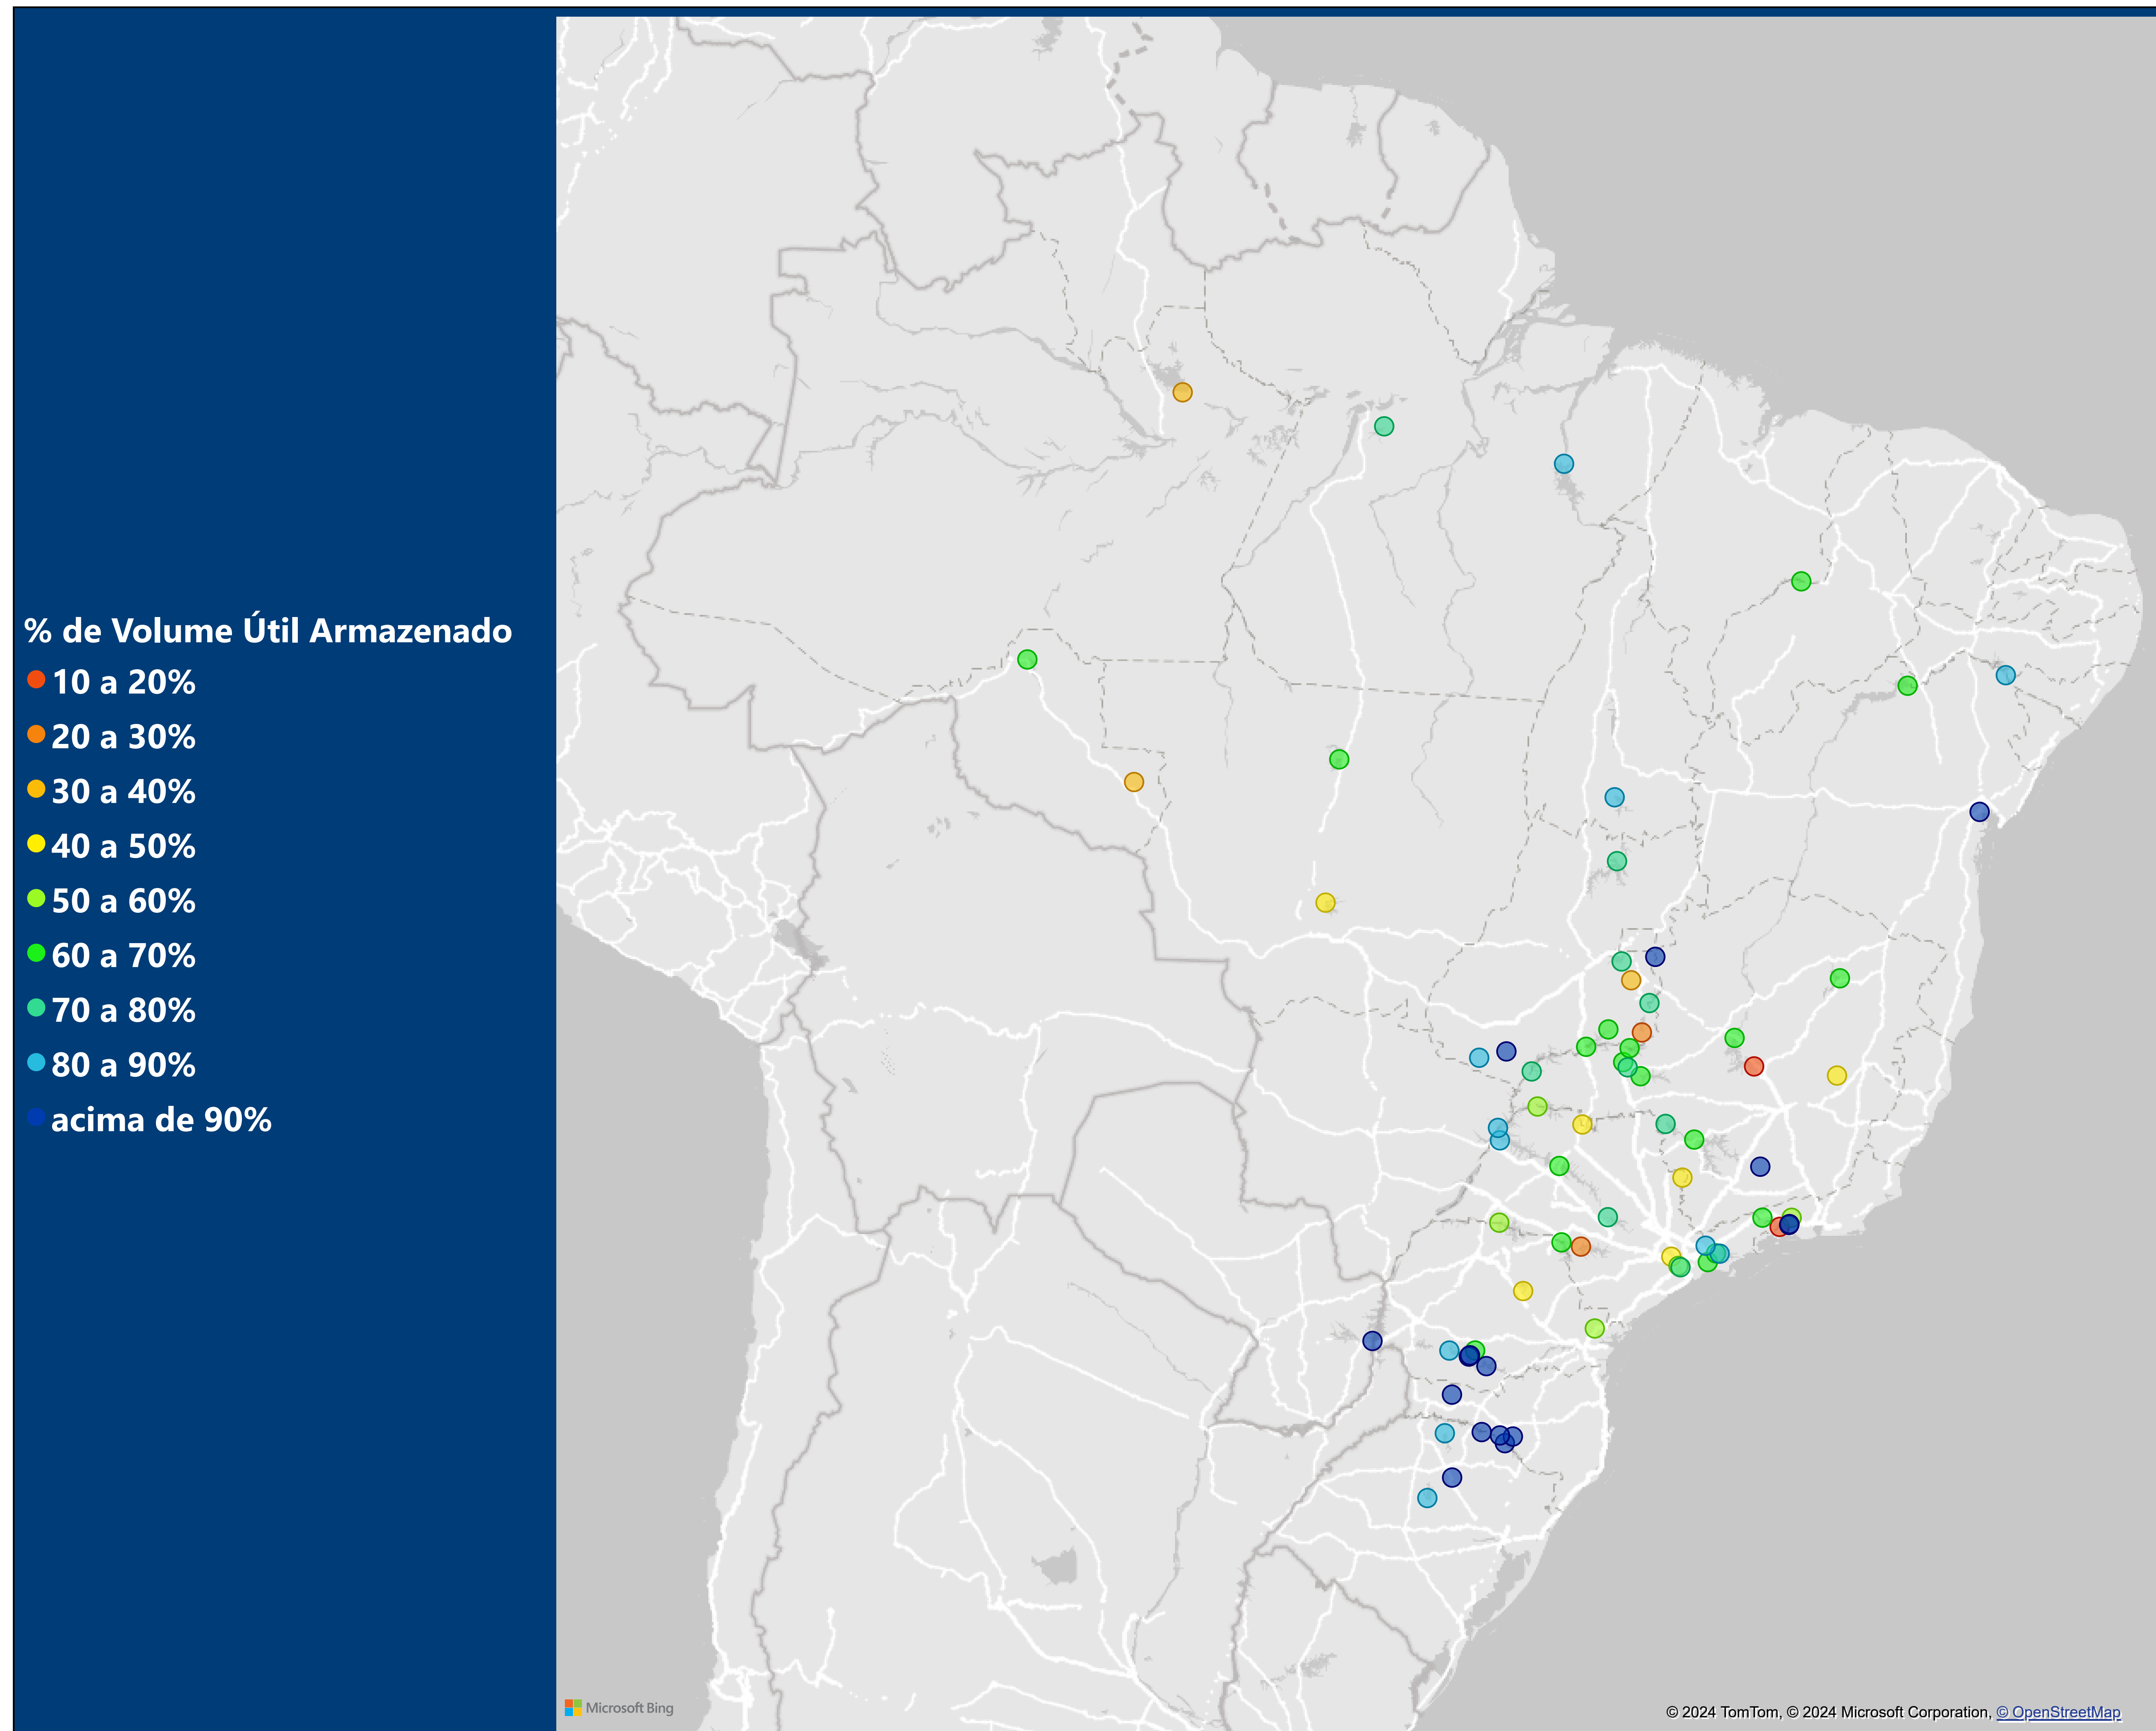 % de Volume Útil Armazenado
10 a 20%
20 a 30%
30 a 40%
40 a 50%
50 a 60%
60 a 70%
70 a 80%
80 a 90%
acima de 90%
Microsoft Bing
© 2024 TomTom, © 2024 Microsoft Corporation, © OpenStreetMap